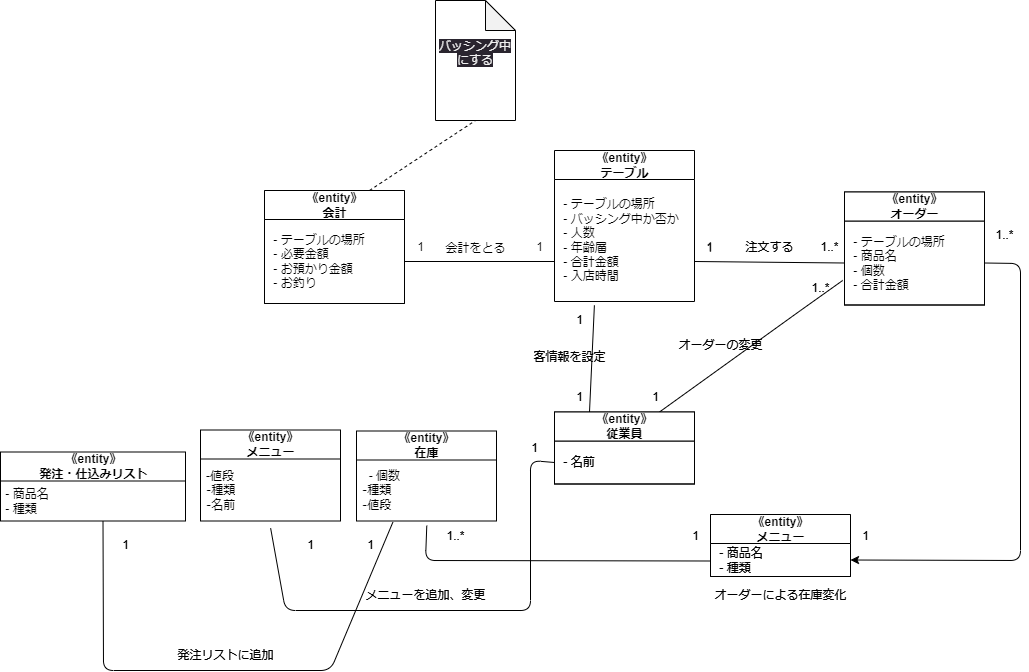 バッシング中
にする
《entity》
会計
- テーブルの場所
- 必要金額
- お預かり金額
- お釣り
1
会計をとる
1
《entity》
テーブル
- テーブルの場所
- バッシング中か否か
- 人数
- 年齢層
- 合計金額
- 入店時間
1
注文する
1..*
《entity》
オーダー
- テーブルの場所
- 商品名
- 個数
- 合計金額
1..*
1..*
1
オーダーの変更
客情報を設定
1
1
《entity》
従業員
- 名前
1
《entity》
発注・仕込みリスト
- 商品名
- 種類
《entity》
メニュー
-値段
-種類
-名前
《entity》
在庫
- 個数
-種類
-値段
1
1
1
1..*
1
《entity》
メニュー
- 商品名
- 種類
1
メニューを追加、変更
オーダーによる在庫変化
発注リストに追加